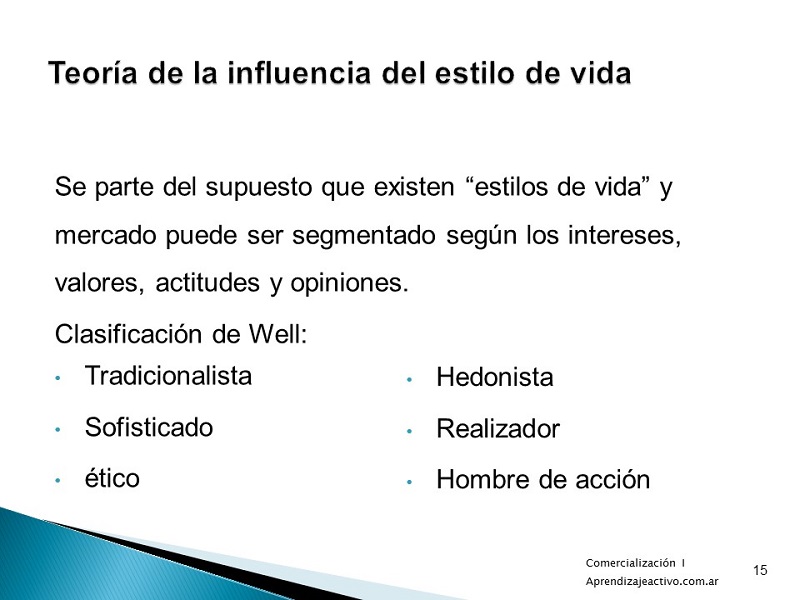 Teoría de la influencia del estilo de vida
Se parte del supuesto que existen “estilos de vida” y
mercado puede ser segmentado según los intereses,
valores, actitudes y opiniones.
Clasificación de Well:
• Tradicionalista
• Sofisticado
• ético
• Hedonista
• Realizador
• Hombre de acción
Comercialización I
Aprendizajeactivo.com.ar
15